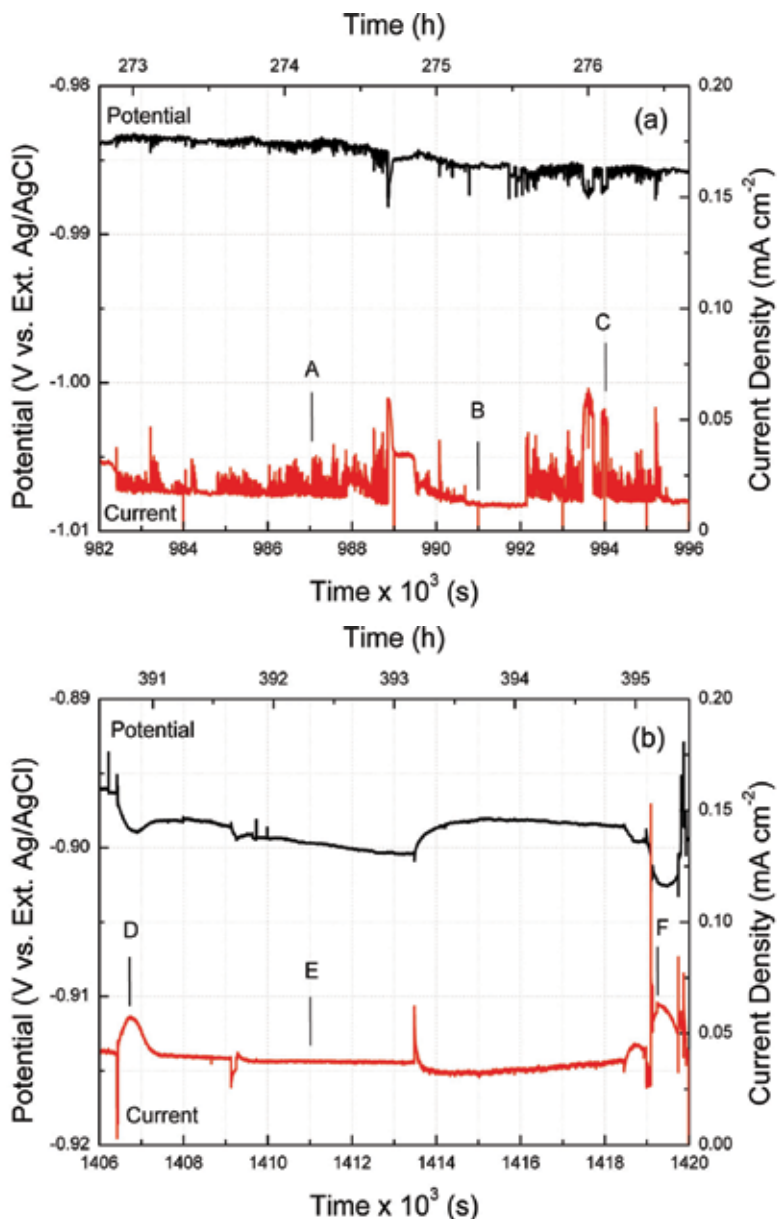 Time (h)
273 274 275 276
-0.98 0.20
Potential (a)
0.15
-0.99
C
0.10
A
-1.00
B
0.05
Current
-1.01 0
982 984 986 988 990 992 994 996
Time x 10³ (s)
Potential (V vs. Ext. Ag/AgCl)
Current Density (mA cm⁻²)
Time (h)
391 392 393 394 395
-0.89 0.20
Potential (b)
0.15
-0.90
0.10
D F
E
-0.91
0.05
Current
-0.92 0.00
1406 1408 1410 1412 1414 1416 1418 1420
Time x 10³ (s)
Potential (V vs. Ext. Ag/AgCl)
Current Density (mA cm⁻²)